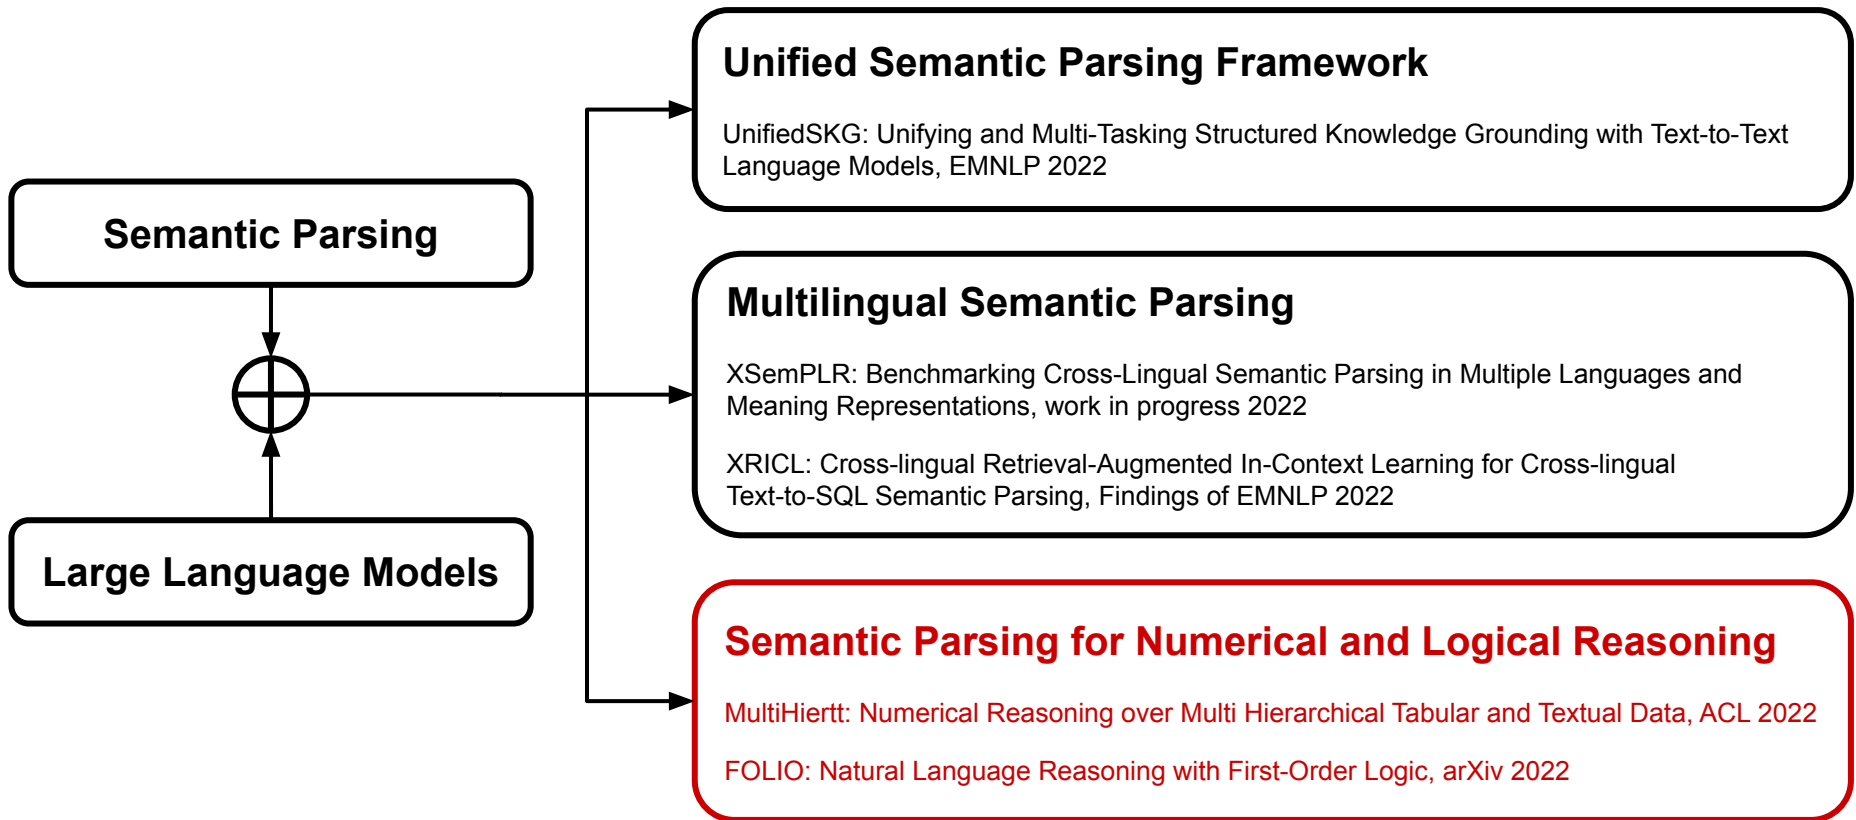 Unified Semantic Parsing Framework
UnifiedSKG: Unifying and Multi-Tasking Structured Knowledge Grounding with Text-to-Text
Language Models, EMNLP 2022
Semantic Parsing
Multilingual Semantic Parsing
XSemPLR: Benchmarking Cross-Lingual Semantic Parsing in Multiple Languages and
Meaning Representations, work in progress 2022
XRICL: Cross-lingual Retrieval-Augmented In-Context Learning for Cross-lingual
Text-to-SQL Semantic Parsing, Findings of EMNLP 2022
Large Language Models
Semantic Parsing for Numerical and Logical Reasoning
MultiHiertt: Numerical Reasoning over Multi Hierarchical Tabular and Textual Data, ACL 2022
FOLIO: Natural Language Reasoning with First-Order Logic, arXiv 2022